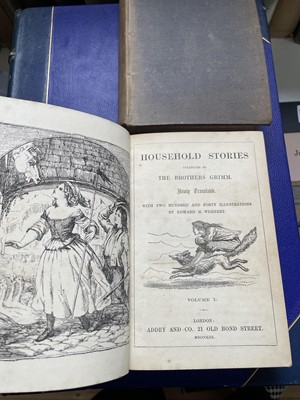 HOUSEHOLD STORIES
COLLECTED BY
THE BROTHERS GRIMM.
Newly Translated.
WITH TWO HUNDRED AND FORTY ILLUSTRATIONS
BY EDWARD H. WEHNERT.
VOLUME I.
LONDON:
ADDEY AND CO. 21 OLD BOND STREET.